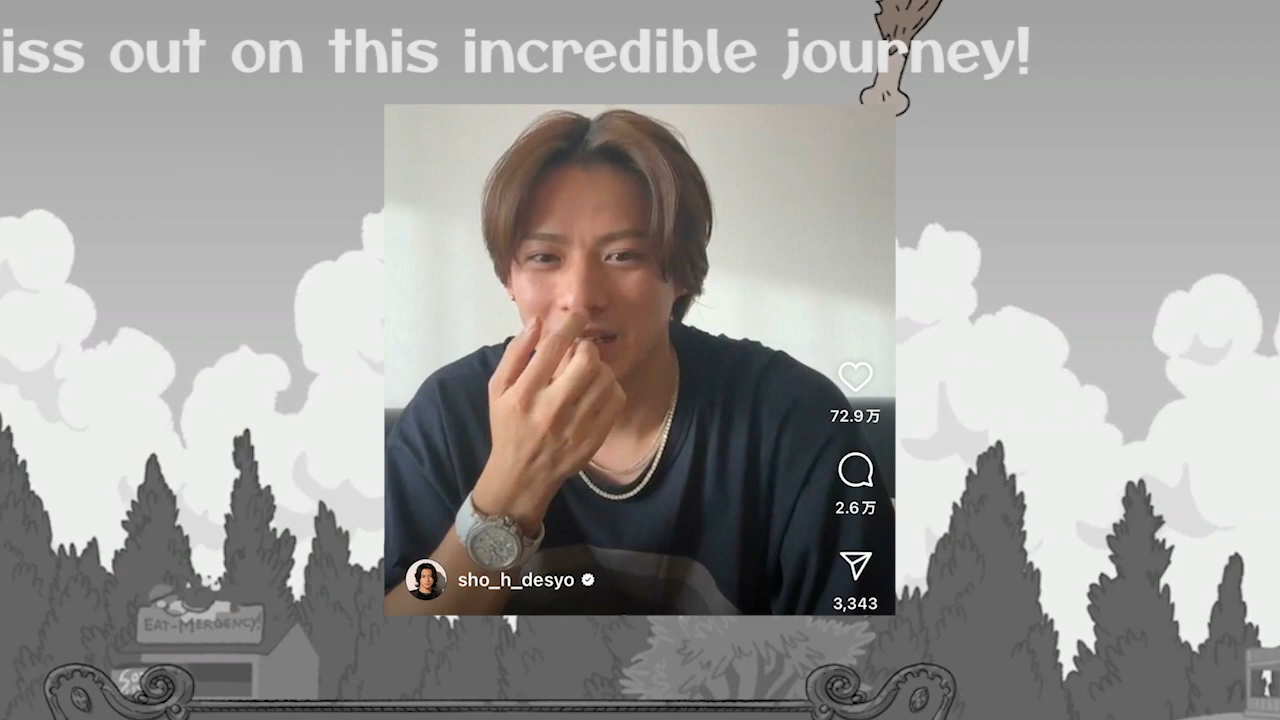 iss out on this incredible journey!
72.9万
2.6万
sho_h_desyo
3,343
EAT-MERGENCY!